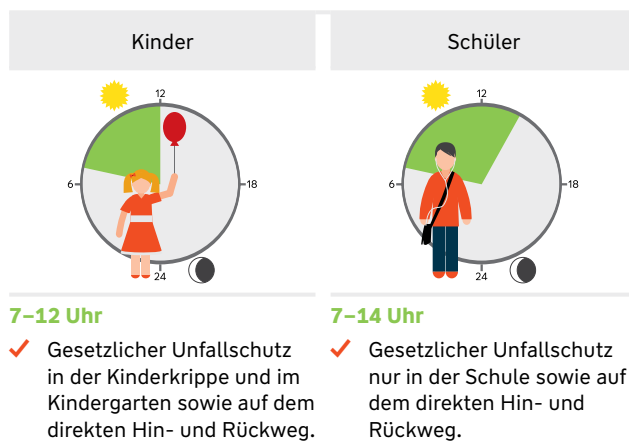 Kinder
12
6
18
24
7–12 Uhr
Gesetzlicher Unfallschutz
in der Kinderkrippe und im
Kindergarten sowie auf dem
direkten Hin- und Rückweg.
Schüler
12
6
18
24
7–14 Uhr
Gesetzlicher Unfallschutz
nur in der Schule sowie auf
dem direkten Hin- und
Rückweg.